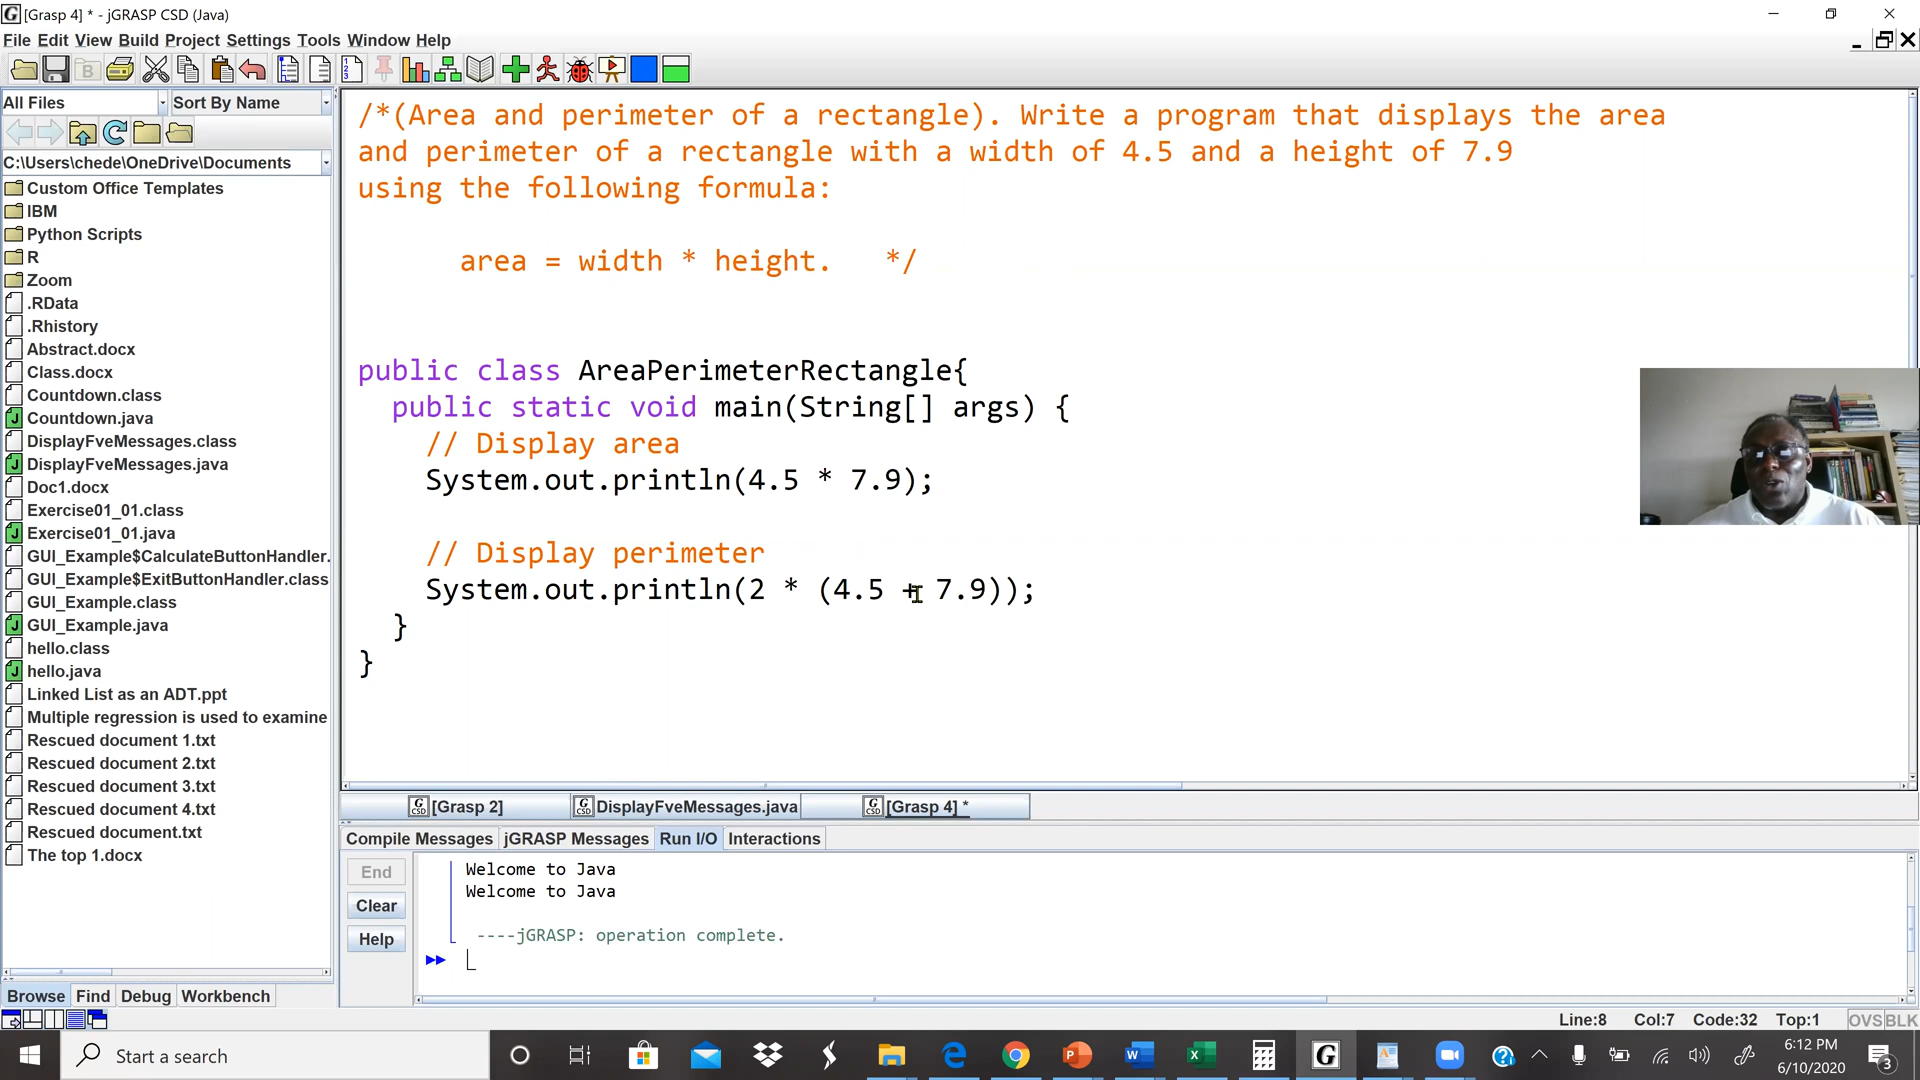 [Grasp 4] * - jGRASP CSD (Java)
File Edit View Build Project Settings Tools Window Help
All Files
Sort By Name
C:\Users\chede\OneDrive\Documents
Custom Office Templates
IBM
Python Scripts
R
Zoom
.RData
.Rhistory
Abstract.docx
Class.docx
Countdown.class
Countdown.java
DisplayFveMessages.class
DisplayFveMessages.java
Doc1.docx
Exercise01_01.class
Exercise01_01.java
GUI_Example$CalculateButtonHandler.
GUI_Example$ExitButtonHandler.class
GUI_Example.class
GUI_Example.java
hello.class
hello.java
Linked List as an ADT.ppt
Multiple regression is used to examine
Rescued document 1.txt
Rescued document 2.txt
Rescued document 3.txt
Rescued document 4.txt
Rescued document.txt
The top 1.docx
Browse Find Debug Workbench
/*(Area and perimeter of a rectangle). Write a program that displays the area
and perimeter of a rectangle with a width of 4.5 and a height of 7.9
using the following formula:
area = width * height.   */
public class AreaPerimeterRectangle{
public static void main(String[] args) {
// Display area
System.out.println(4.5 * 7.9);
// Display perimeter
System.out.println(2 * (4.5 + 7.9));
}
}
[Grasp 2]
DisplayFveMessages.java
[Grasp 4] *
Compile Messages jGRASP Messages Run I/O Interactions
End
Clear
Help
Welcome to Java
Welcome to Java
----jGRASP: operation complete.
Line:8 Col:7 Code:32 Top:1 OVS BLK
Start a search
6:12 PM
6/10/2020
3